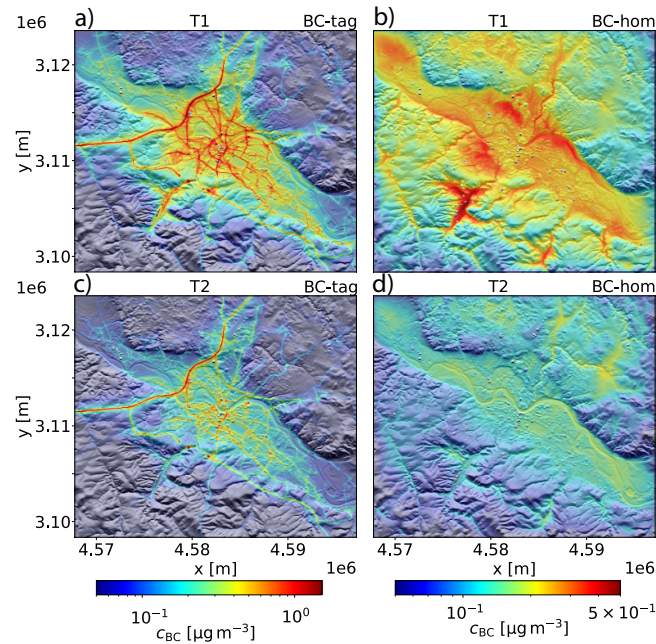 a) T1 BC-tag b) T1 BC-hom
1e6
3.12
3.11
3.10
y [m]
c) T2 BC-tag d) T2 BC-hom
1e6
3.12
3.11
3.10
y [m]
4.57 4.58 4.59 4.57 4.58 4.59
x [m] 1e6 x [m] 1e6
10⁻¹ 10⁰ 10⁻¹ 5 × 10⁻¹
c_BC [µg m⁻³] c_BC [µg m⁻³]